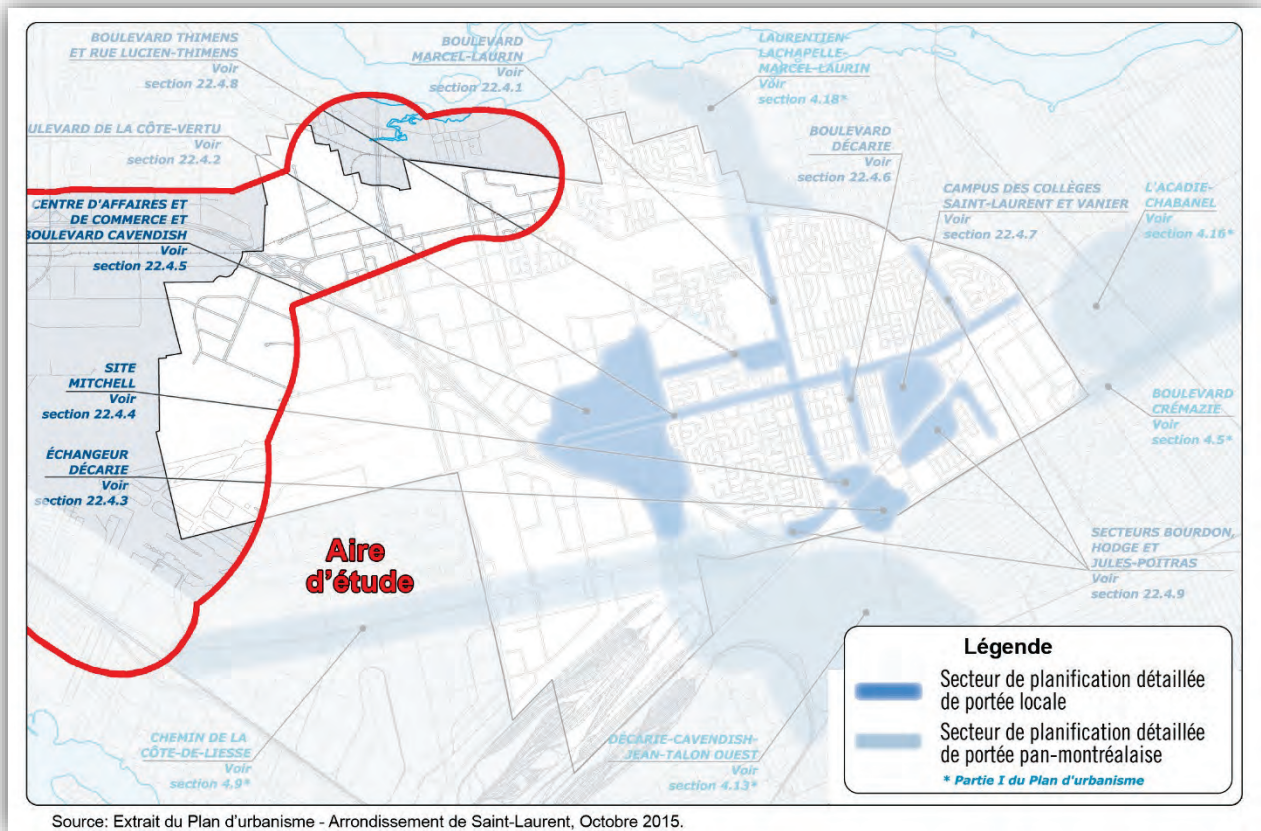 BOULEVARD THIMENS
ET RUE LUCIEN-THIMENS
Voir
section 22.4.8
BOULEVARD
MARCEL-LAURIN
Voir
section 22.4.1
LAURENTIEN-
LACHAPELLE-
MARCEL-LAURIN
Voir
section 4.18*
ULEVARD DE LA CÔTE-VERTU
Voir
section 22.4.2
BOULEVARD
DÉCARIE
Voir
section 22.4.6
CAMPUS DES COLLÈGES
SAINT-LAURENT ET VANIER
Voir
section 22.4.7
L'ACADIE-
CHABANEL
Voir
section 4.16*
CENTRE D'AFFAIRES ET
DE COMMERCE ET
BOULEVARD CAVENDISH
Voir
section 22.4.5
SITE
MITCHELL
Voir
section 22.4.4
BOULEVARD
CRÉMAZIE
Voir
section 4.5*
ÉCHANGEUR
DÉCARIE
Voir
section 22.4.3
SECTEURS BOURDON,
HODGE ET
JULES-POITRAS
Voir
section 22.4.9
Aire
d'étude
CHEMIN DE LA
CÔTE-DE-LIESSE
Voir
section 4.9*
DÉCARIE-CAVENDISH-
JEAN-TALON OUEST
Voir
section 4.13*
Légende
Secteur de planification détaillée
de portée locale
Secteur de planification détaillée
de portée pan-montréalaise
* Partie I du Plan d'urbanisme
Source: Extrait du Plan d'urbanisme - Arrondissement de Saint-Laurent, Octobre 2015.